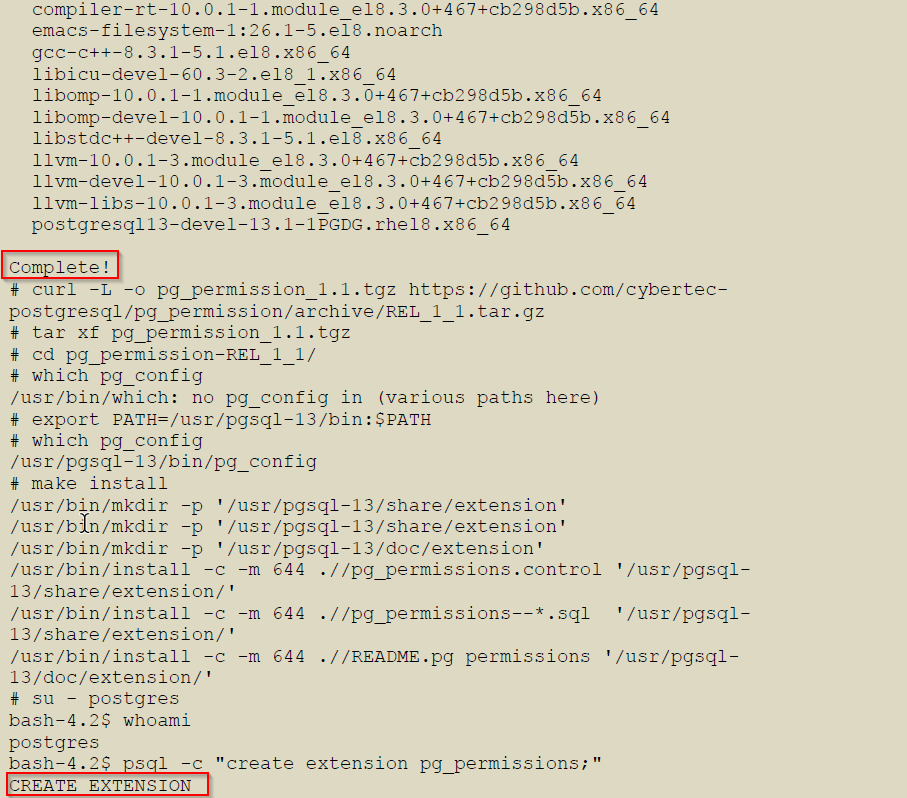 compiler-rt-10.0.1-1.module_el8.3.0+467+cb298d5b.x86_64
emacs-filesystem-1:26.1-5.el8.noarch
gcc-c++-8.3.1-5.1.el8.x86_64
libicu-devel-60.3-2.el8_1.x86_64
libomp-10.0.1-1.module_el8.3.0+467+cb298d5b.x86_64
libomp-devel-10.0.1-1.module_el8.3.0+467+cb298d5b.x86_64
libstdc++-devel-8.3.1-5.1.el8.x86_64
llvm-10.0.1-3.module_el8.3.0+467+cb298d5b.x86_64
llvm-devel-10.0.1-3.module_el8.3.0+467+cb298d5b.x86_64
llvm-libs-10.0.1-3.module_el8.3.0+467+cb298d5b.x86_64
postgresql13-devel-13.1-1PGDG.rhel8.x86_64
Complete!
# curl -L -o pg_permission_1.1.tgz https://github.com/cybertec-
postgresql/pg_permission/archive/REL_1_1.tar.gz
# tar xf pg_permission_1.1.tgz
# cd pg_permission-REL_1_1/
# which pg_config
/usr/bin/which: no pg_config in (various paths here)
# export PATH=/usr/pgsql-13/bin:$PATH
# which pg_config
/usr/pgsql-13/bin/pg_config
# make install
/usr/bin/mkdir -p '/usr/pgsql-13/share/extension'
/usr/bin/mkdir -p '/usr/pgsql-13/share/extension'
/usr/bin/mkdir -p '/usr/pgsql-13/doc/extension'
/usr/bin/install -c -m 644 .//pg_permissions.control '/usr/pgsql-
13/share/extension/'
/usr/bin/install -c -m 644 .//pg_permissions--*.sql  '/usr/pgsql-
13/share/extension/'
/usr/bin/install -c -m 644 .//README.pg permissions '/usr/pgsql-
13/doc/extension/'
# su - postgres
bash-4.2$ whoami
postgres
bash-4.2$ psql -c "create extension pg_permissions;"
CREATE EXTENSION